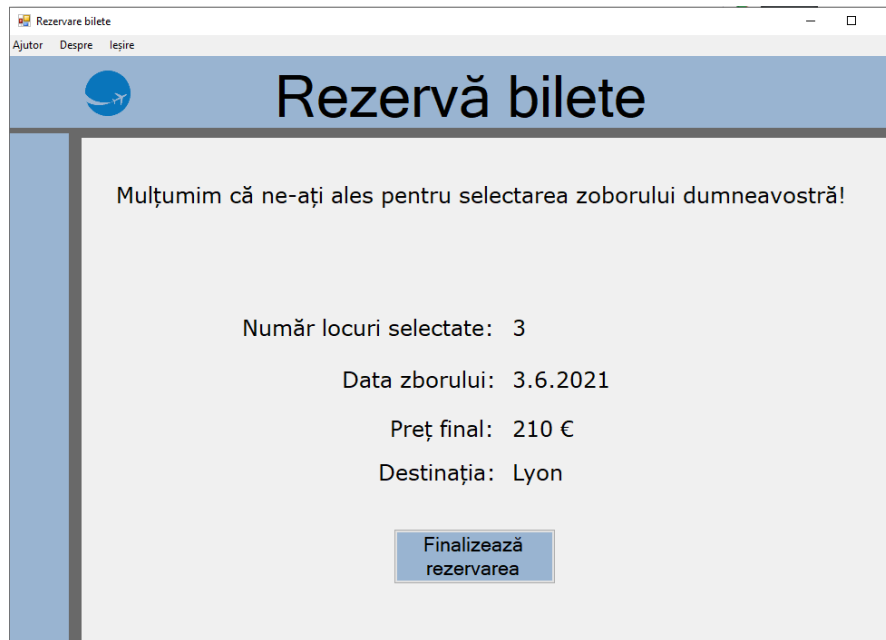 Rezervare bilete
Ajutor Despre Ieșire
Rezervă bilete
Mulțumim că ne-ați ales pentru selectarea zoborului dumneavostră!
Număr locuri selectate: 3
Data zborului: 3.6.2021
Preț final: 210 €
Destinația: Lyon
Finalizează
rezervarea